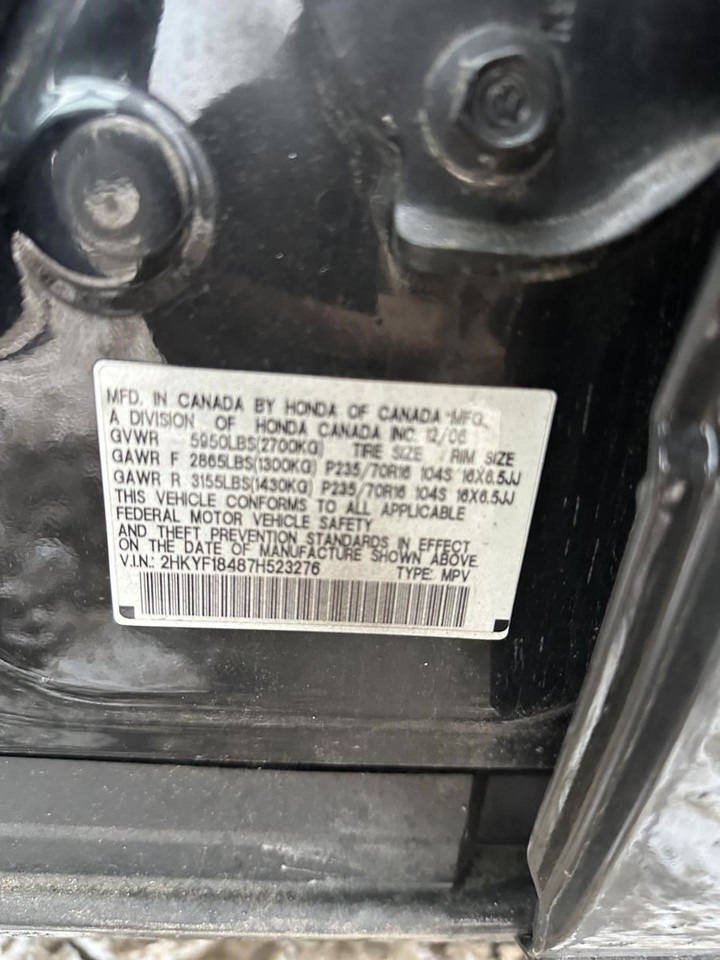 MFD. IN CANADA BY HONDA OF CANADA MFG.
A DIVISION OF HONDA CANADA INC. 12/06
GVWR 5950LBS(2700KG) TIRE SIZE RIM SIZE
GAWR F 2865LBS(1300KG) P235/70R16 104S 16X6.5JJ
GAWR R 3155LBS(1430KG) P235/70R16 104S 16X6.5JJ
THIS VEHICLE CONFORMS TO ALL APPLICABLE
FEDERAL MOTOR VEHICLE SAFETY
AND THEFT PREVENTION STANDARDS IN EFFECT
ON THE DATE OF MANUFACTURE SHOWN ABOVE.
V.I.N.: 2HKYF18487H523276 TYPE: MPV